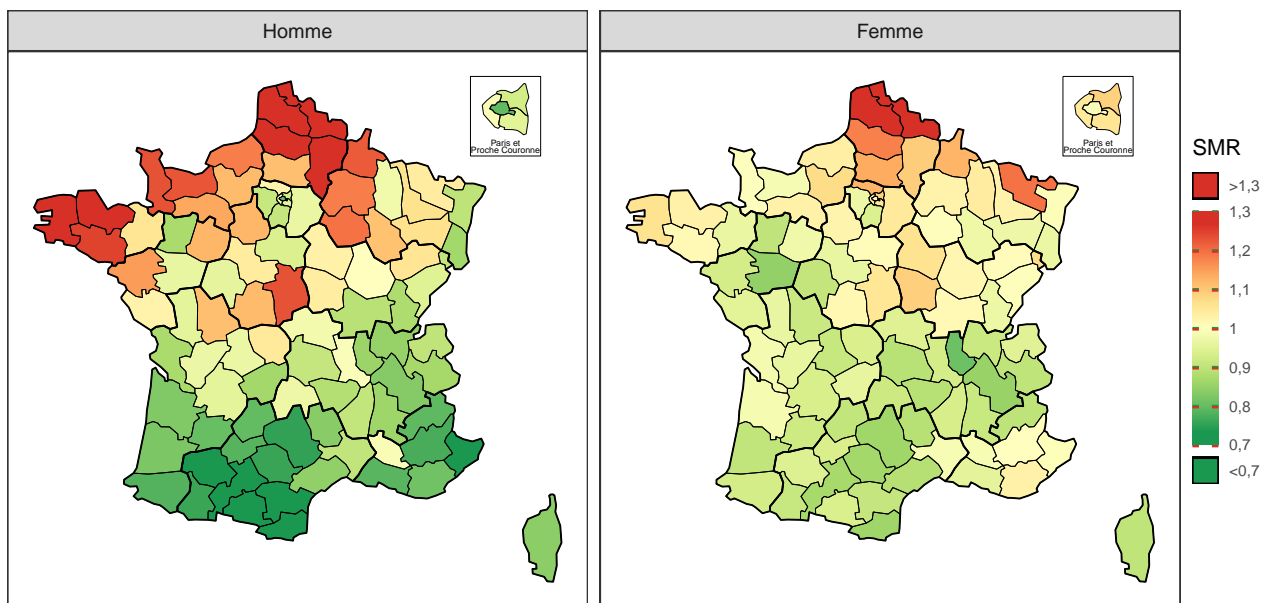 Homme
Femme
Paris et
Proche Couronne
Paris et
Proche Couronne
SMR
>1,3
1,3
1,2
1,1
1
0,9
0,8
0,7
<0,7